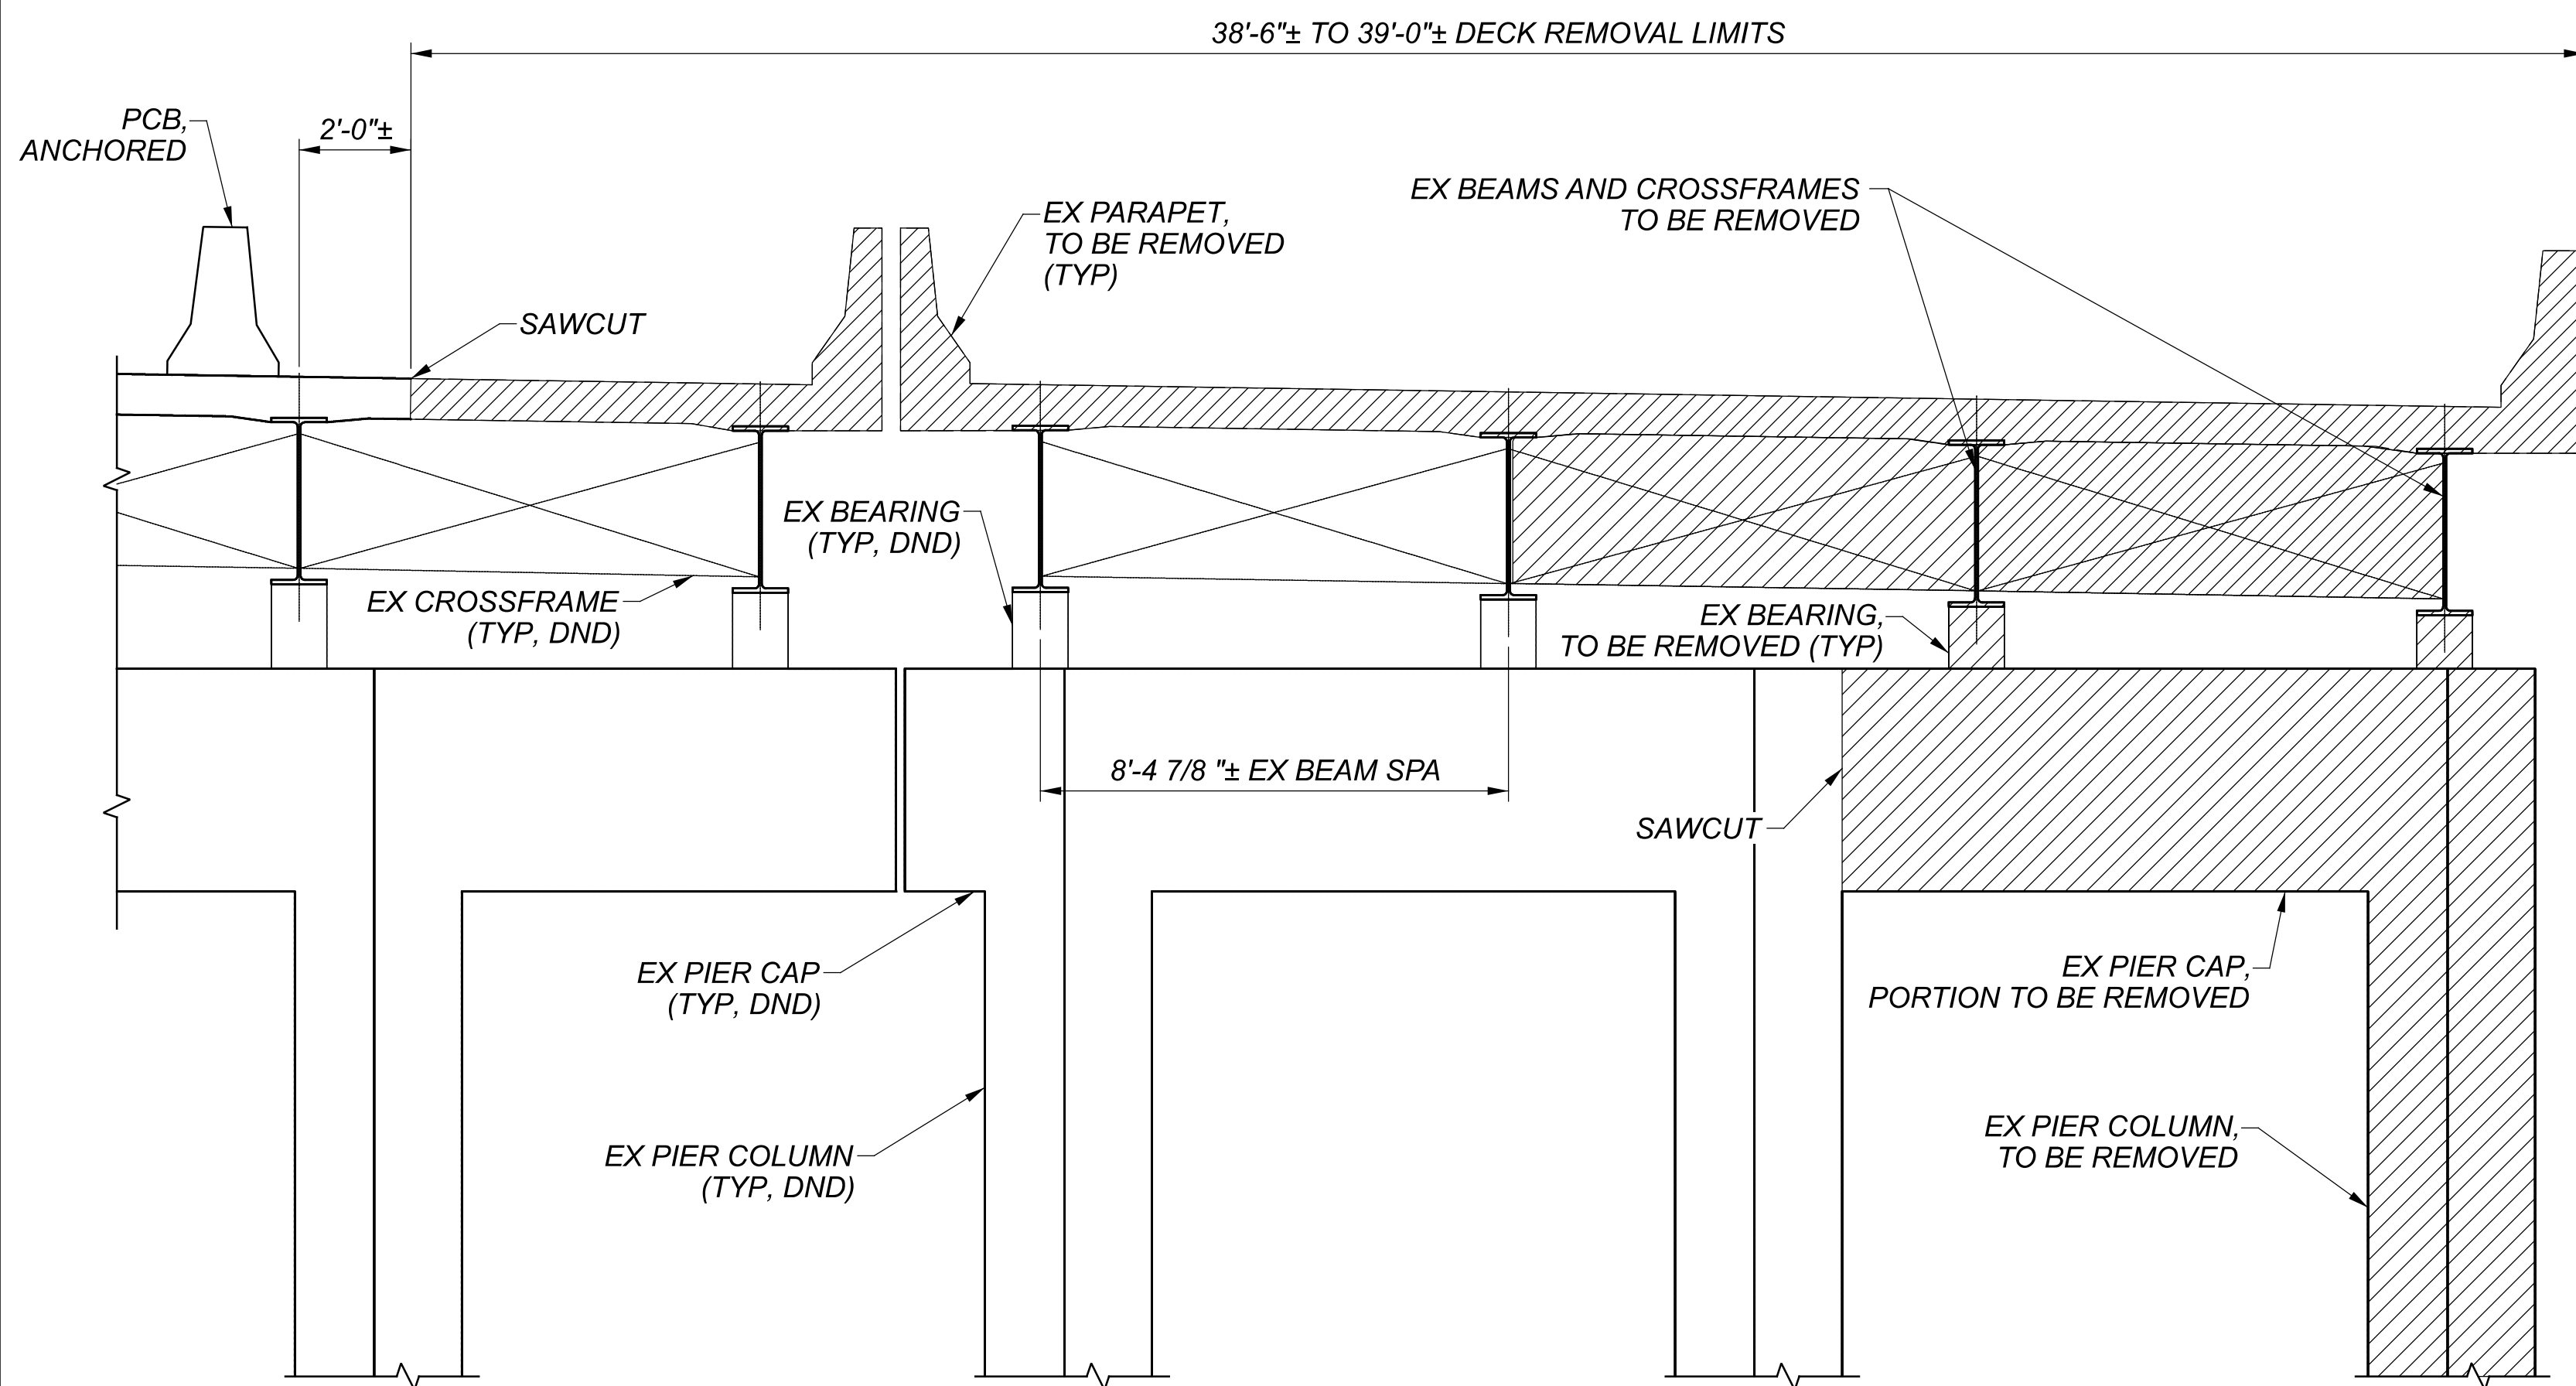 38'-6"± TO 39'-0"± DECK REMOVAL LIMITS
PCB,
ANCHORED
2'-0"±
EX BEAMS AND CROSSFRAMES
TO BE REMOVED
EX PARAPET,
TO BE REMOVED
(TYP)
SAWCUT
EX BEARING
(TYP, DND)
EX CROSSFRAME
(TYP, DND)
EX BEARING,
TO BE REMOVED (TYP)
8'-4 7/8 "± EX BEAM SPA
SAWCUT
EX PIER CAP
(TYP, DND)
EX PIER CAP,
PORTION TO BE REMOVED
EX PIER COLUMN
(TYP, DND)
EX PIER COLUMN,
TO BE REMOVED